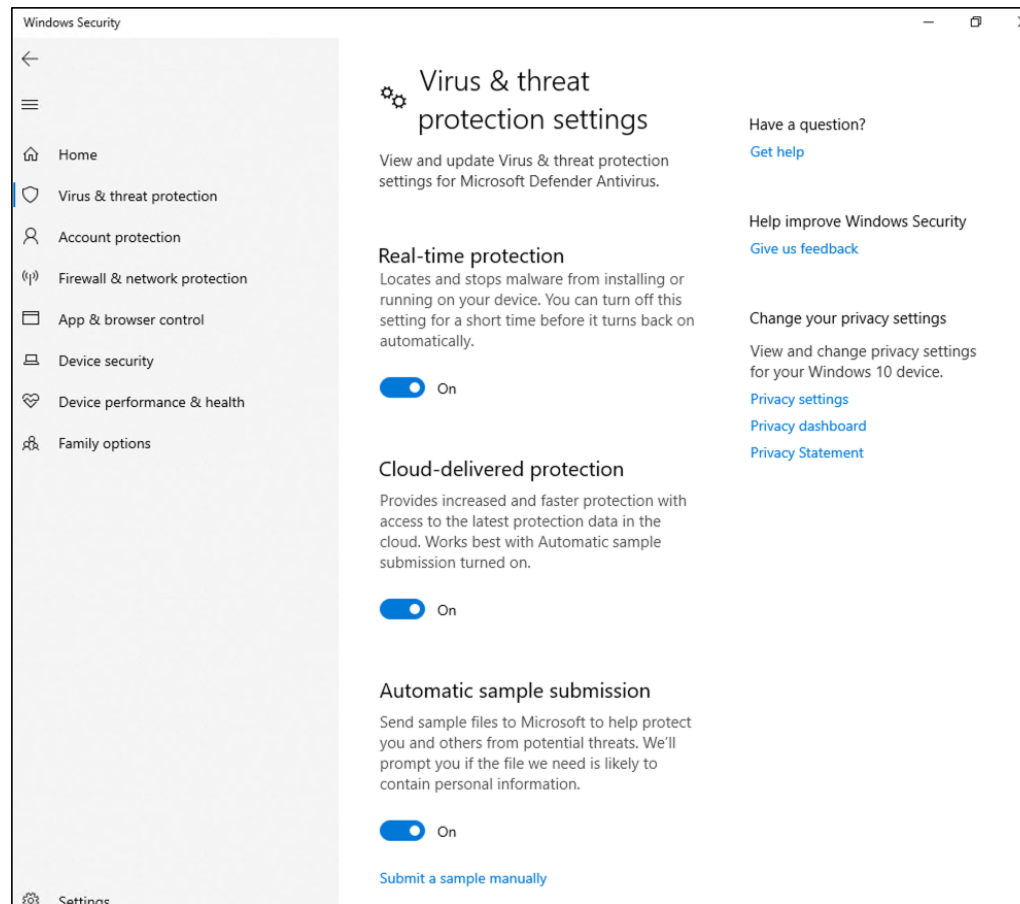 Windows Security
Home
Virus & threat protection
Account protection
Firewall & network protection
App & browser control
Device security
Device performance & health
Family options
Settings
Virus & threat
protection settings
View and update Virus & threat protection
settings for Microsoft Defender Antivirus.
Real-time protection
Locates and stops malware from installing or
running on your device. You can turn off this
setting for a short time before it turns back on
automatically.
On
Cloud-delivered protection
Provides increased and faster protection with
access to the latest protection data in the
cloud. Works best with Automatic sample
submission turned on.
On
Automatic sample submission
Send sample files to Microsoft to help protect
you and others from potential threats. We'll
prompt you if the file we need is likely to
contain personal information.
On
Submit a sample manually
Have a question?
Get help
Help improve Windows Security
Give us feedback
Change your privacy settings
View and change privacy settings
for your Windows 10 device.
Privacy settings
Privacy dashboard
Privacy Statement